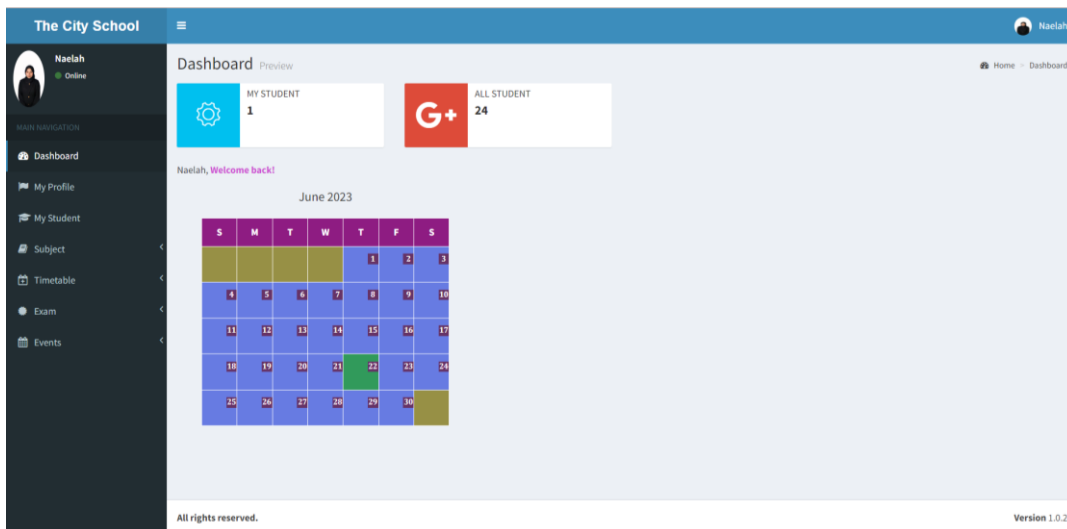 The City School
Naelah
Naelah
Online
MAIN NAVIGATION
Dashboard
My Profile
My Student
Subject
Timetable
Exam
Events
Dashboard Preview
Home > Dashboard
MY STUDENT
1
G+
ALL STUDENT
24
Naelah, Welcome back!
June 2023
S M T W T F S
1 2 3
4 5 6 7 8 9 10
11 12 13 14 15 16 17
18 19 20 21 22 23 24
25 26 27 28 29 30
All rights reserved.
Version 1.0.2